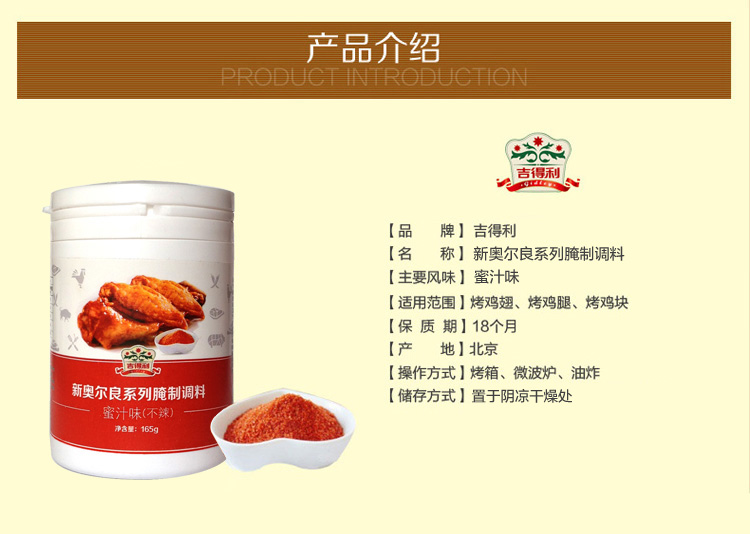 产品介绍
PRODUCT INTRODUCTION
吉得利
Gidley
【品 牌】吉得利
【名 称】新奥尔良系列腌制调料
【主要风味】蜜汁味
【适用范围】烤鸡翅、烤鸡腿、烤鸡块
【保 质 期】18个月
【产 地】北京
【操作方式】烤箱、微波炉、油炸
【储存方式】置于阴凉干燥处
吉得利
新奥尔良系列腌制调料
蜜汁味(不辣)
净含量：165g